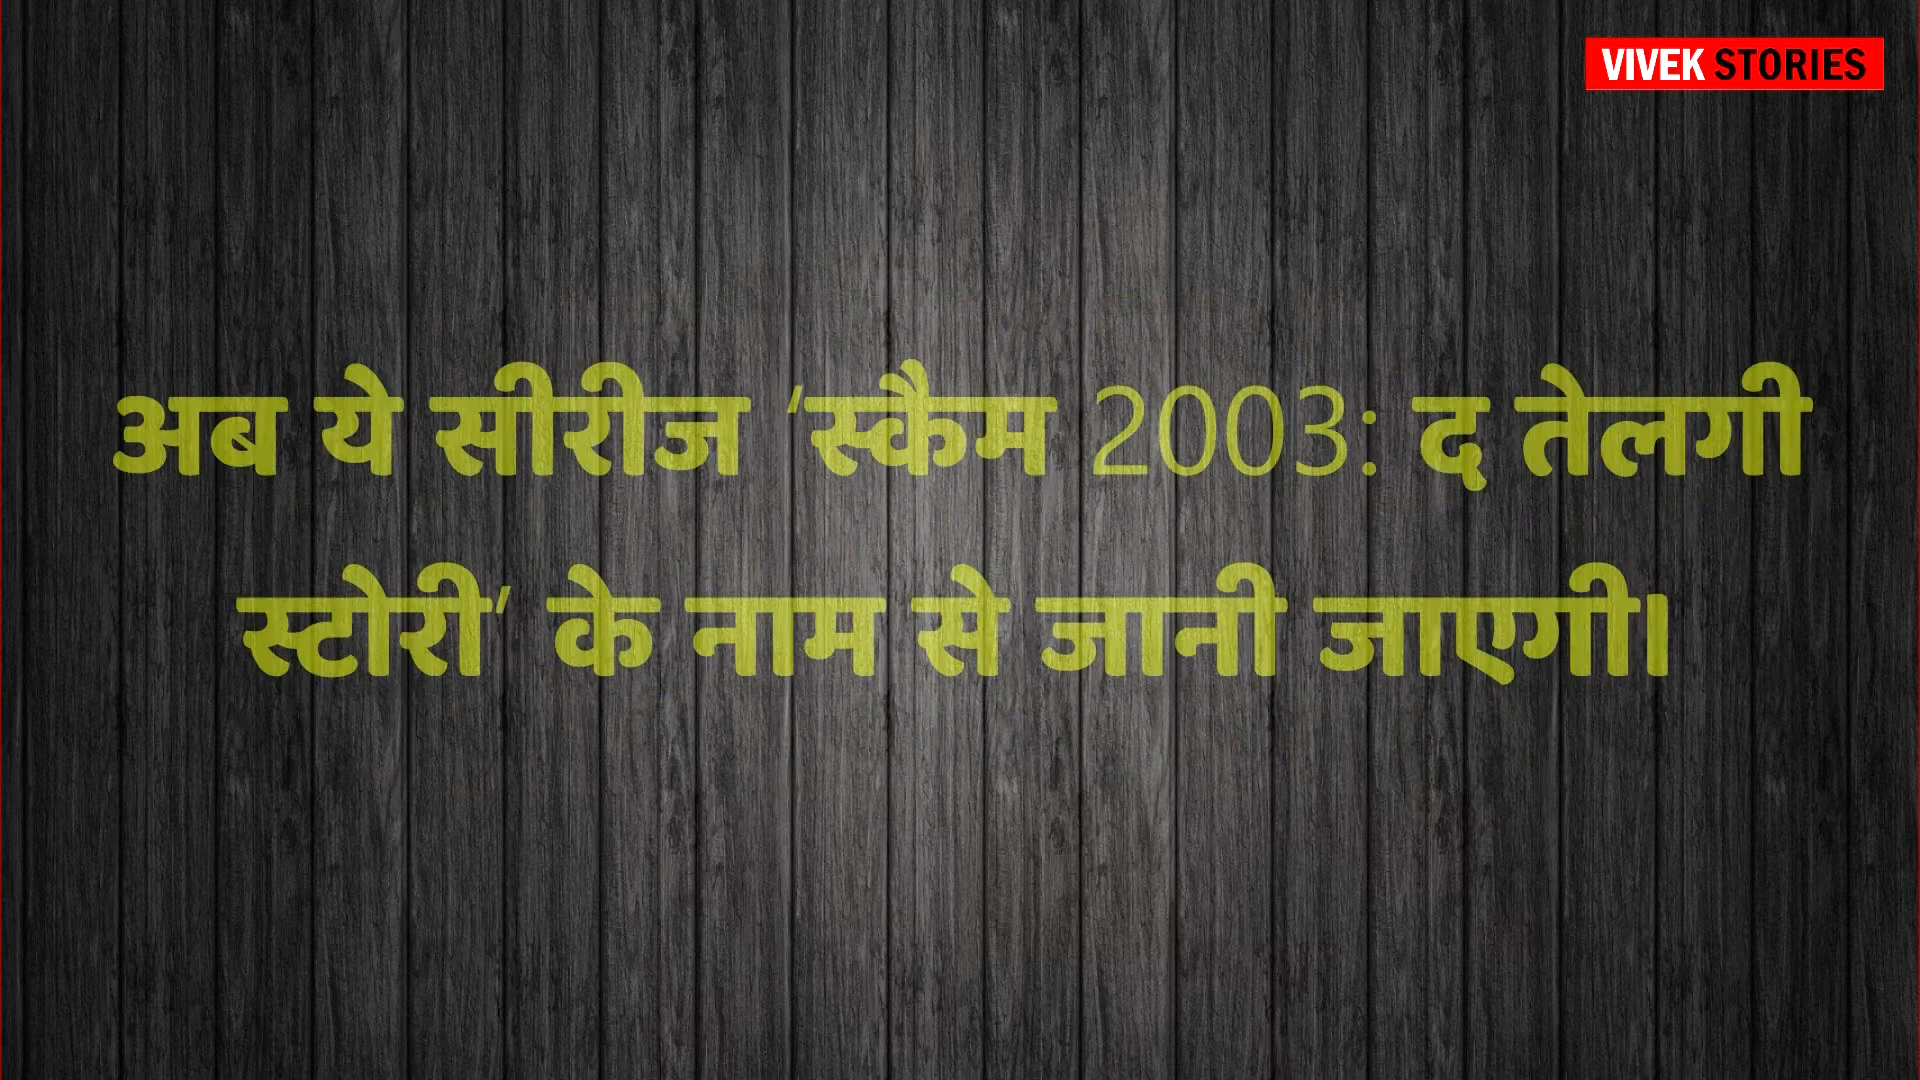 VIVEK STORIES
अब ये सीरीज ‘स्कैम 2003: द तेलगी
स्टोरी’ के नाम से जानी जाएगी।